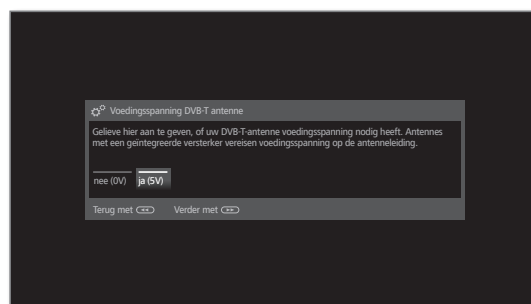 Voedingsspanning DVB-T antenne
Gelieve hier aan te geven, of uw DVB-T-antenne voedingsspanning nodig heeft. Antennes
met een geïntegreerde versterker vereisen voedingsspanning op de antenneleiding.
nee (0V) ja (5V)
Terug met Verder met